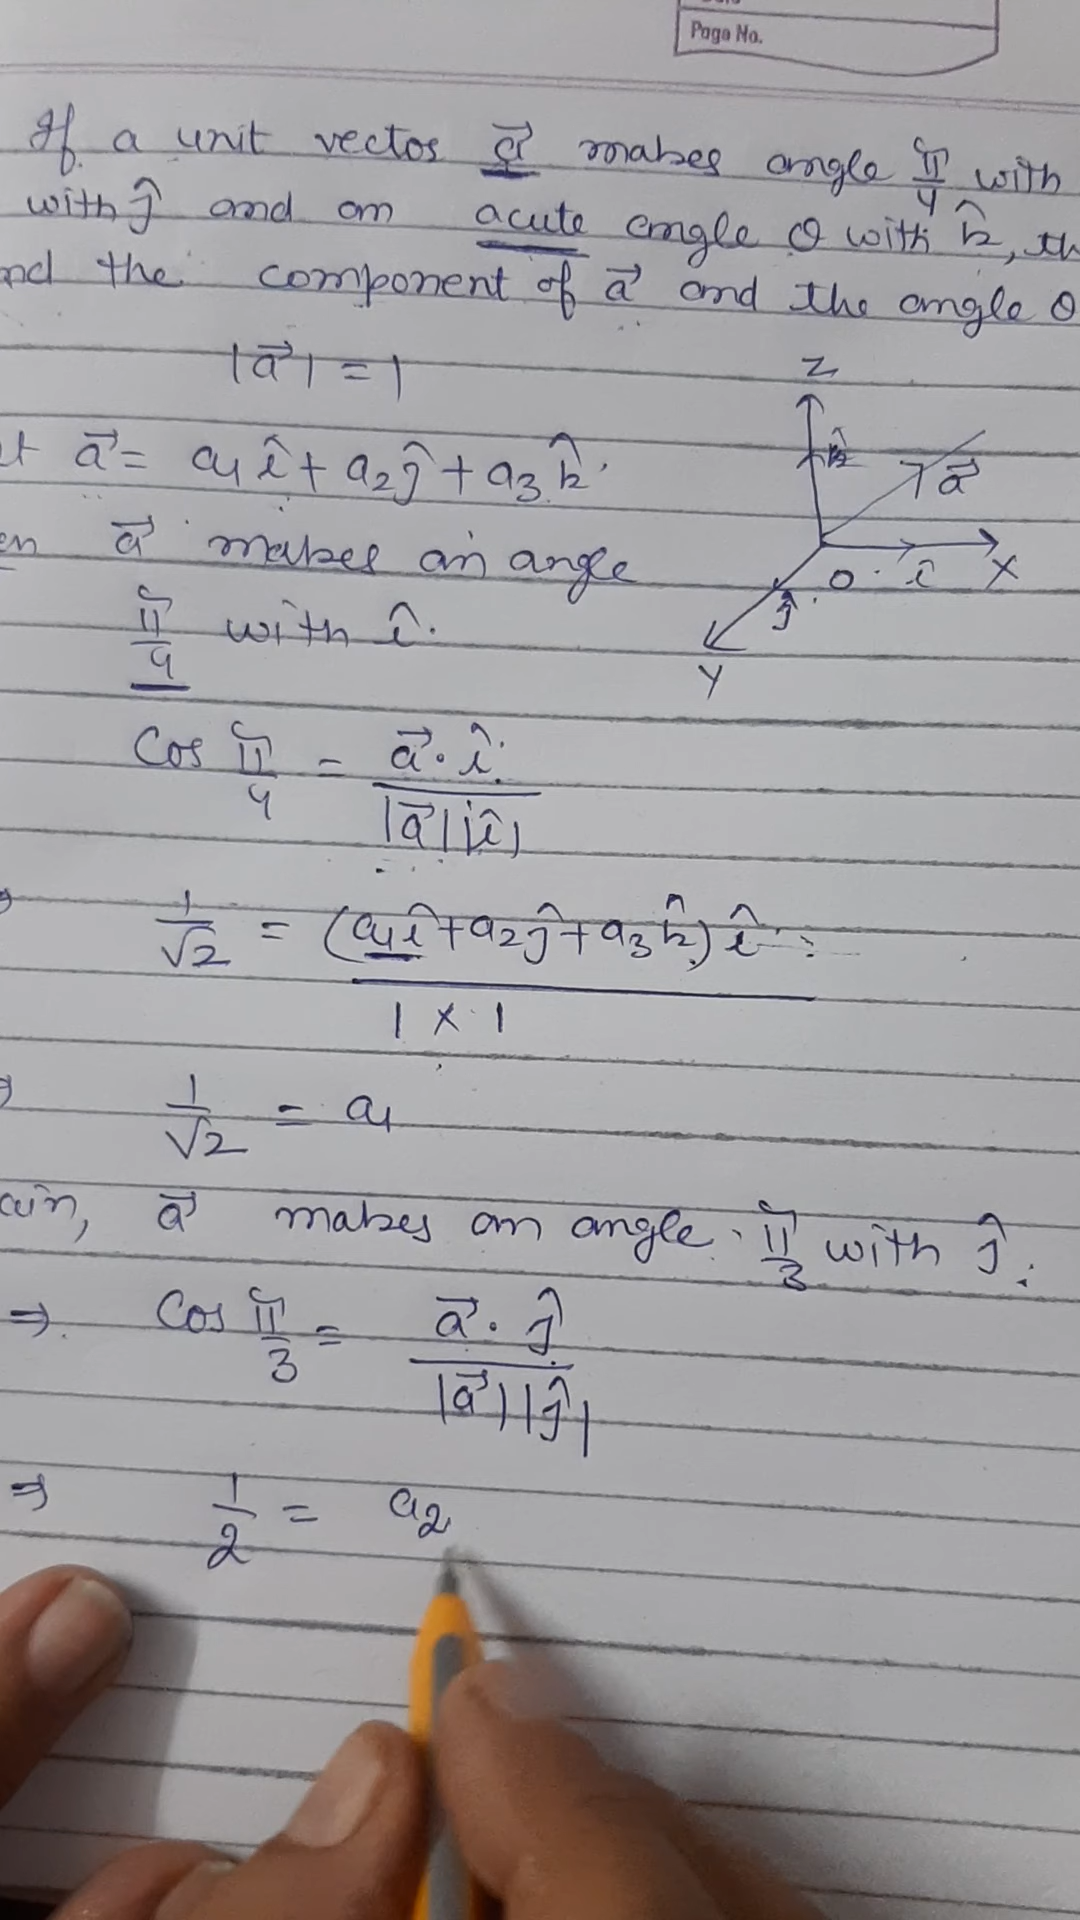 Page No.
If a unit vector a⃗ makes angle π/4 with
with ĵ and an acute angle θ with k̂, th
nd the component of a⃗ and the angle θ
|a⃗| = 1
Z
k̂
a⃗
O
î
X
ĵ
Y
t a⃗ = a₁î + a₂ĵ + a₃k̂.
en a⃗ makes an angle
π/4 with î.
Cos π/4 = a⃗ · î / |a⃗||î|
⇒ 1/√2 = (a₁î + a₂ĵ + a₃k̂) î / 1 × 1
⇒ 1/√2 = a₁
ain, a⃗ makes an angle π/3 with ĵ.
⇒ Cos π/3 = a⃗ · ĵ / |a⃗||ĵ|
⇒ 1/2 = a₂